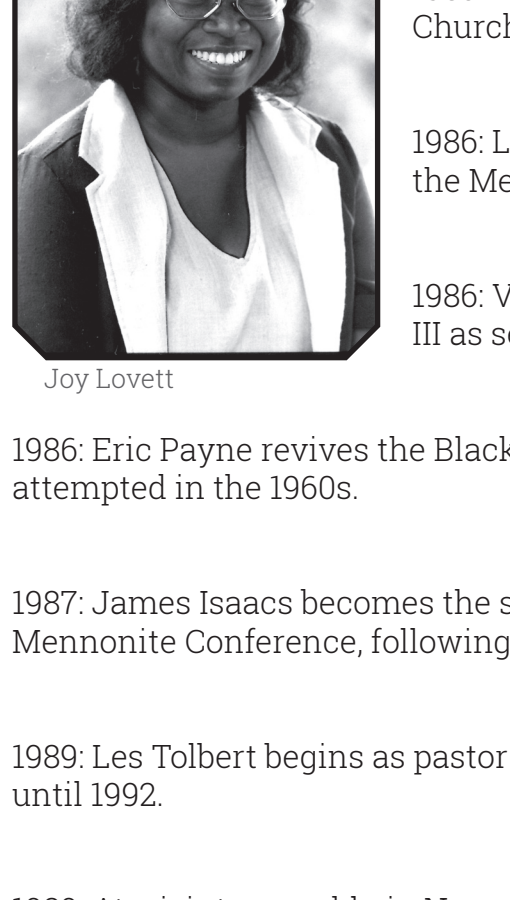 Church
1986: L
the Me
1986: V
III as s
Joy Lovett
1986: Eric Payne revives the Black
attempted in the 1960s.
1987: James Isaacs becomes the s
Mennonite Conference, following
1989: Les Tolbert begins as pastor
until 1992.